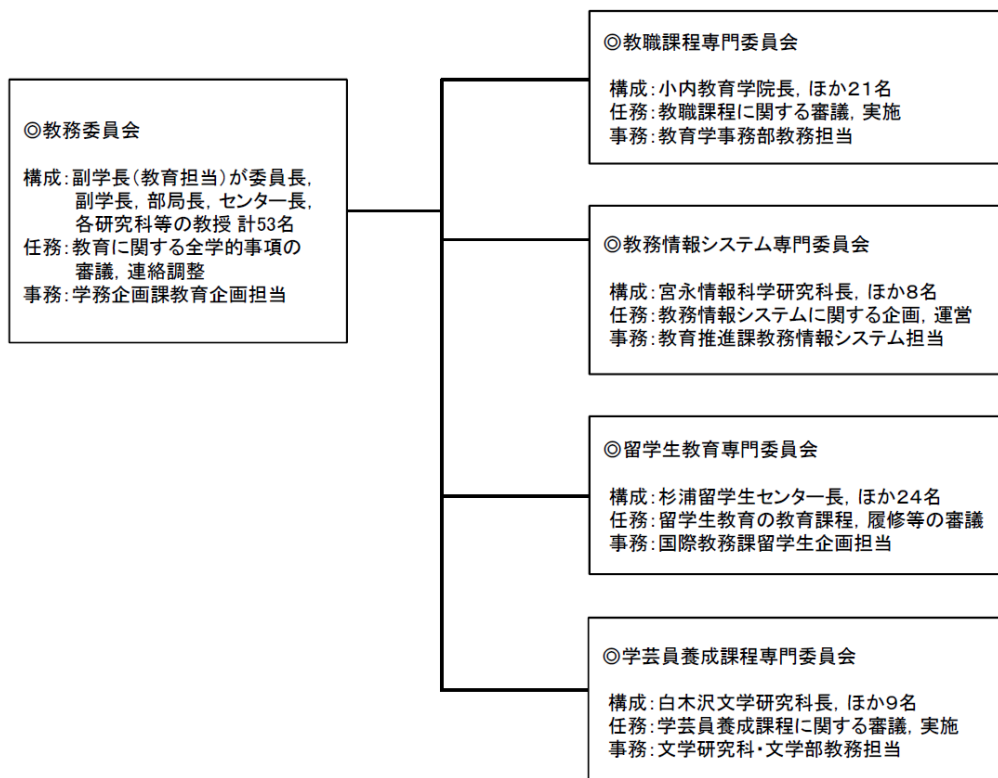 ◎教務委員会
構成:副学長(教育担当)が委員長,
副学長, 部局長, センター長,
各研究科等の教授 計53名
任務:教育に関する全学的事項の
審議, 連絡調整
事務:学務企画課教育企画担当
◎教職課程専門委員会
構成:小内教育学院長, ほか21名
任務:教職課程に関する審議, 実施
事務:教育学事務部教務担当
◎教務情報システム専門委員会
構成:宮永情報科学研究科長, ほか8名
任務:教務情報システムに関する企画, 運営
事務:教育推進課教務情報システム担当
◎留学生教育専門委員会
構成:杉浦留学生センター長, ほか24名
任務:留学生教育の教育課程, 履修等の審議
事務:国際教務課留学生企画担当
◎学芸員養成課程専門委員会
構成:白木沢文学研究科長, ほか9名
任務:学芸員養成課程に関する審議, 実施
事務:文学研究科・文学部教務担当